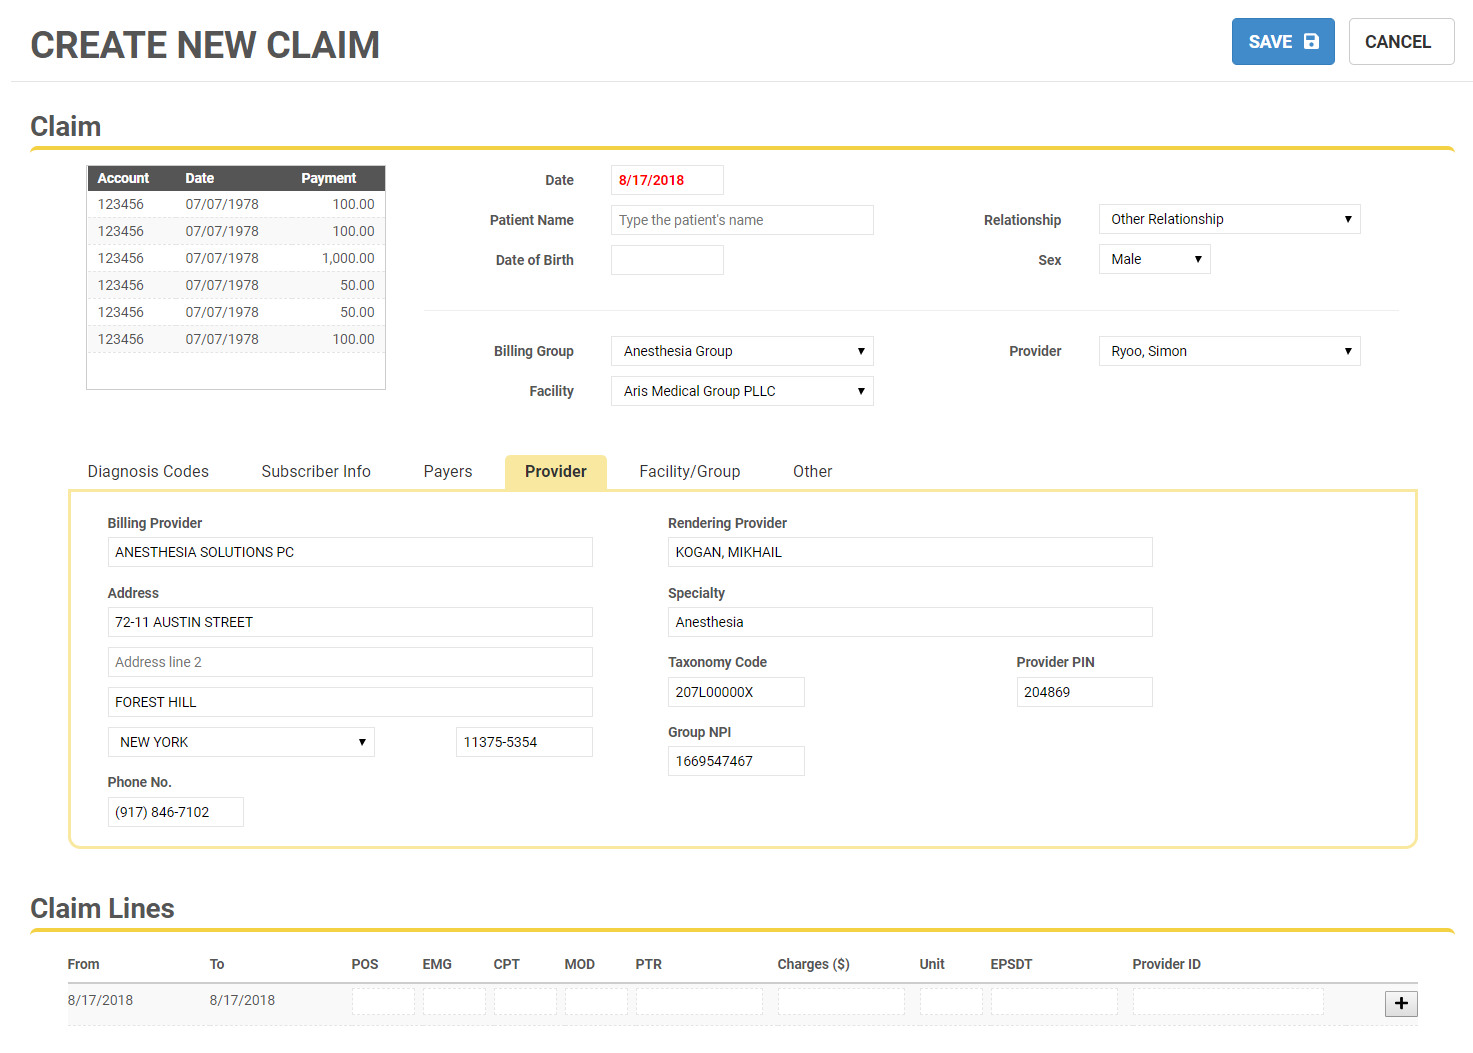 CREATE NEW CLAIM
SAVE
CANCEL
Claim
Account Date Payment
123456 07/07/1978 100.00
123456 07/07/1978 100.00
123456 07/07/1978 1,000.00
123456 07/07/1978 50.00
123456 07/07/1978 50.00
123456 07/07/1978 100.00
Date 8/17/2018
Patient Name Type the patient's name Relationship Other Relationship
Date of Birth Sex Male
Billing Group Anesthesia Group Provider Ryoo, Simon
Facility Aris Medical Group PLLC
Diagnosis Codes Subscriber Info Payers Provider Facility/Group Other
Billing Provider
ANESTHESIA SOLUTIONS PC
Address
72-11 AUSTIN STREET
Address line 2
FOREST HILL
NEW YORK 11375-5354
Phone No.
(917) 846-7102
Rendering Provider
KOGAN, MIKHAIL
Specialty
Anesthesia
Taxonomy Code Provider PIN
207L00000X 204869
Group NPI
1669547467
Claim Lines
From To POS EMG CPT MOD PTR Charges ($) Unit EPSDT Provider ID
8/17/2018 8/17/2018